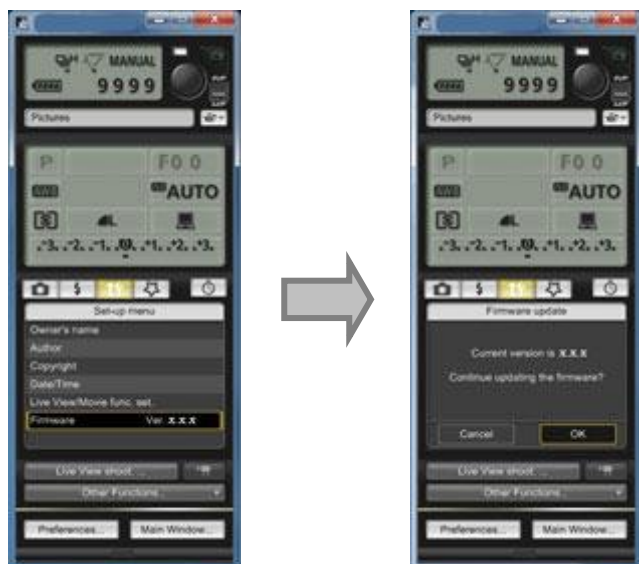 MANUAL
9999
Pictures
P F0 0
AWB AUTO
L
-3. .-2. .-1. .0. .+1. .+2. .+3.
Set-up menu
Owner's name
Author
Copyright
Date/Time
Live View/Movie func. set.
Firmware Ver. X.X.X
Live View shoot. ...
Other Functions...
Preferences... Main Window...
MANUAL
9999
Pictures
P F0 0
AWB AUTO
L
-3. .-2. .-1. .0. .+1. .+2. .+3.
Firmware update
Current version is X.X.X
Continue updating the firmware?
Cancel OK
Live View shoot. ...
Other Functions...
Preferences... Main Window...